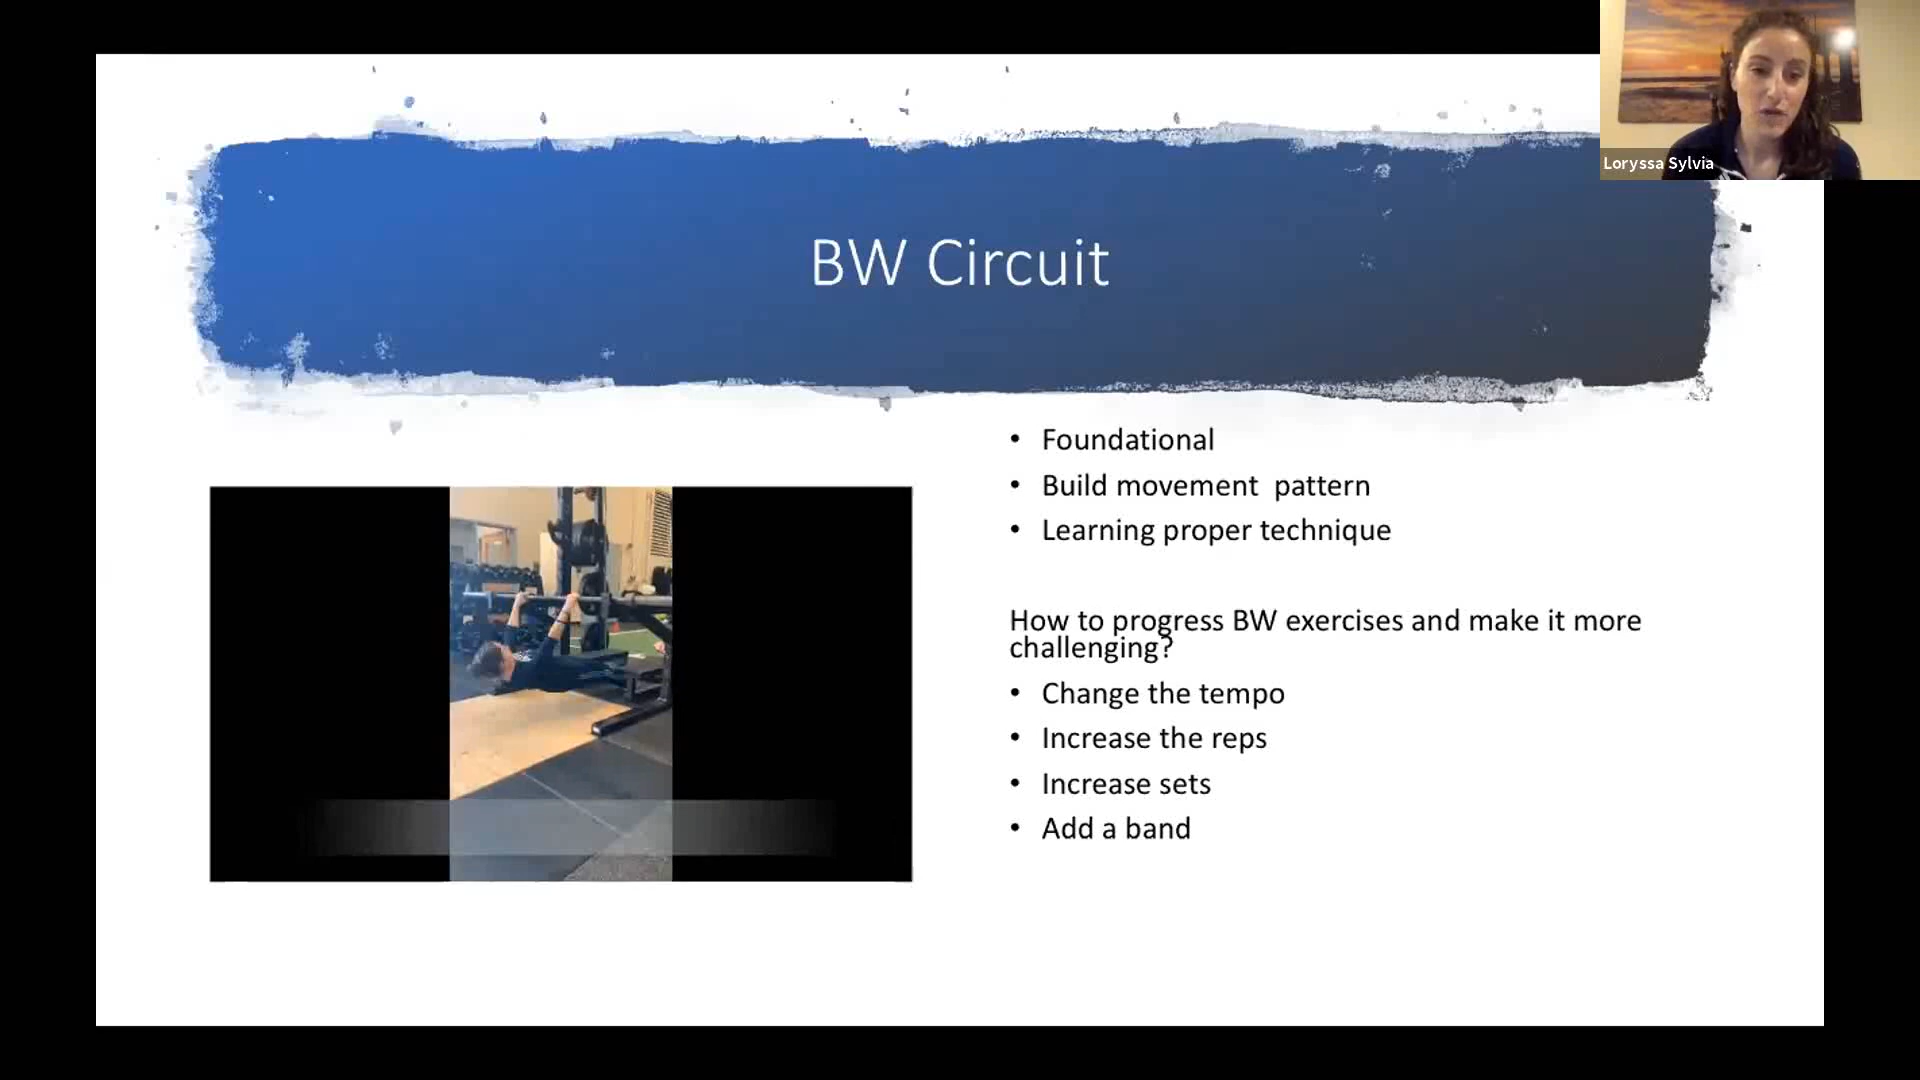 Loryssa Sylvia
BW Circuit
• Foundational
• Build movement  pattern
• Learning proper technique
How to progress BW exercises and make it more
challenging?
• Change the tempo
• Increase the reps
• Increase sets
• Add a band